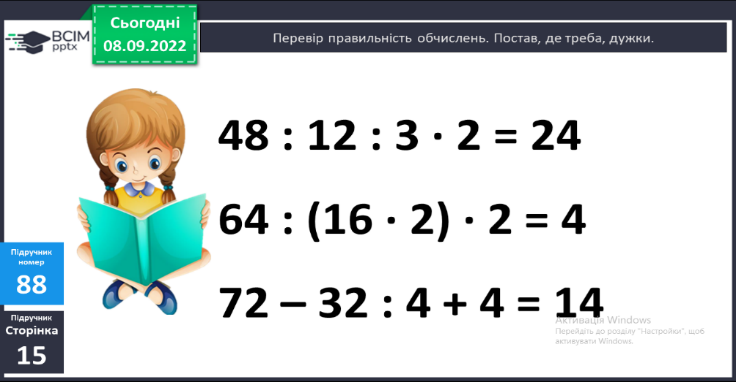 ВСІМ
pptx
Сьогодні
08.09.2022
Перевір правильність обчислень. Постав, де треба, дужки.
48 : 12 : 3 · 2 = 24
64 : (16 · 2) · 2 = 4
72 – 32 : 4 + 4 = 14
Підручник
номер
88
Підручник
Сторінка
15
Активація Windows
Перейдіть до розділу "Настройки", щоб
активувати Windows.